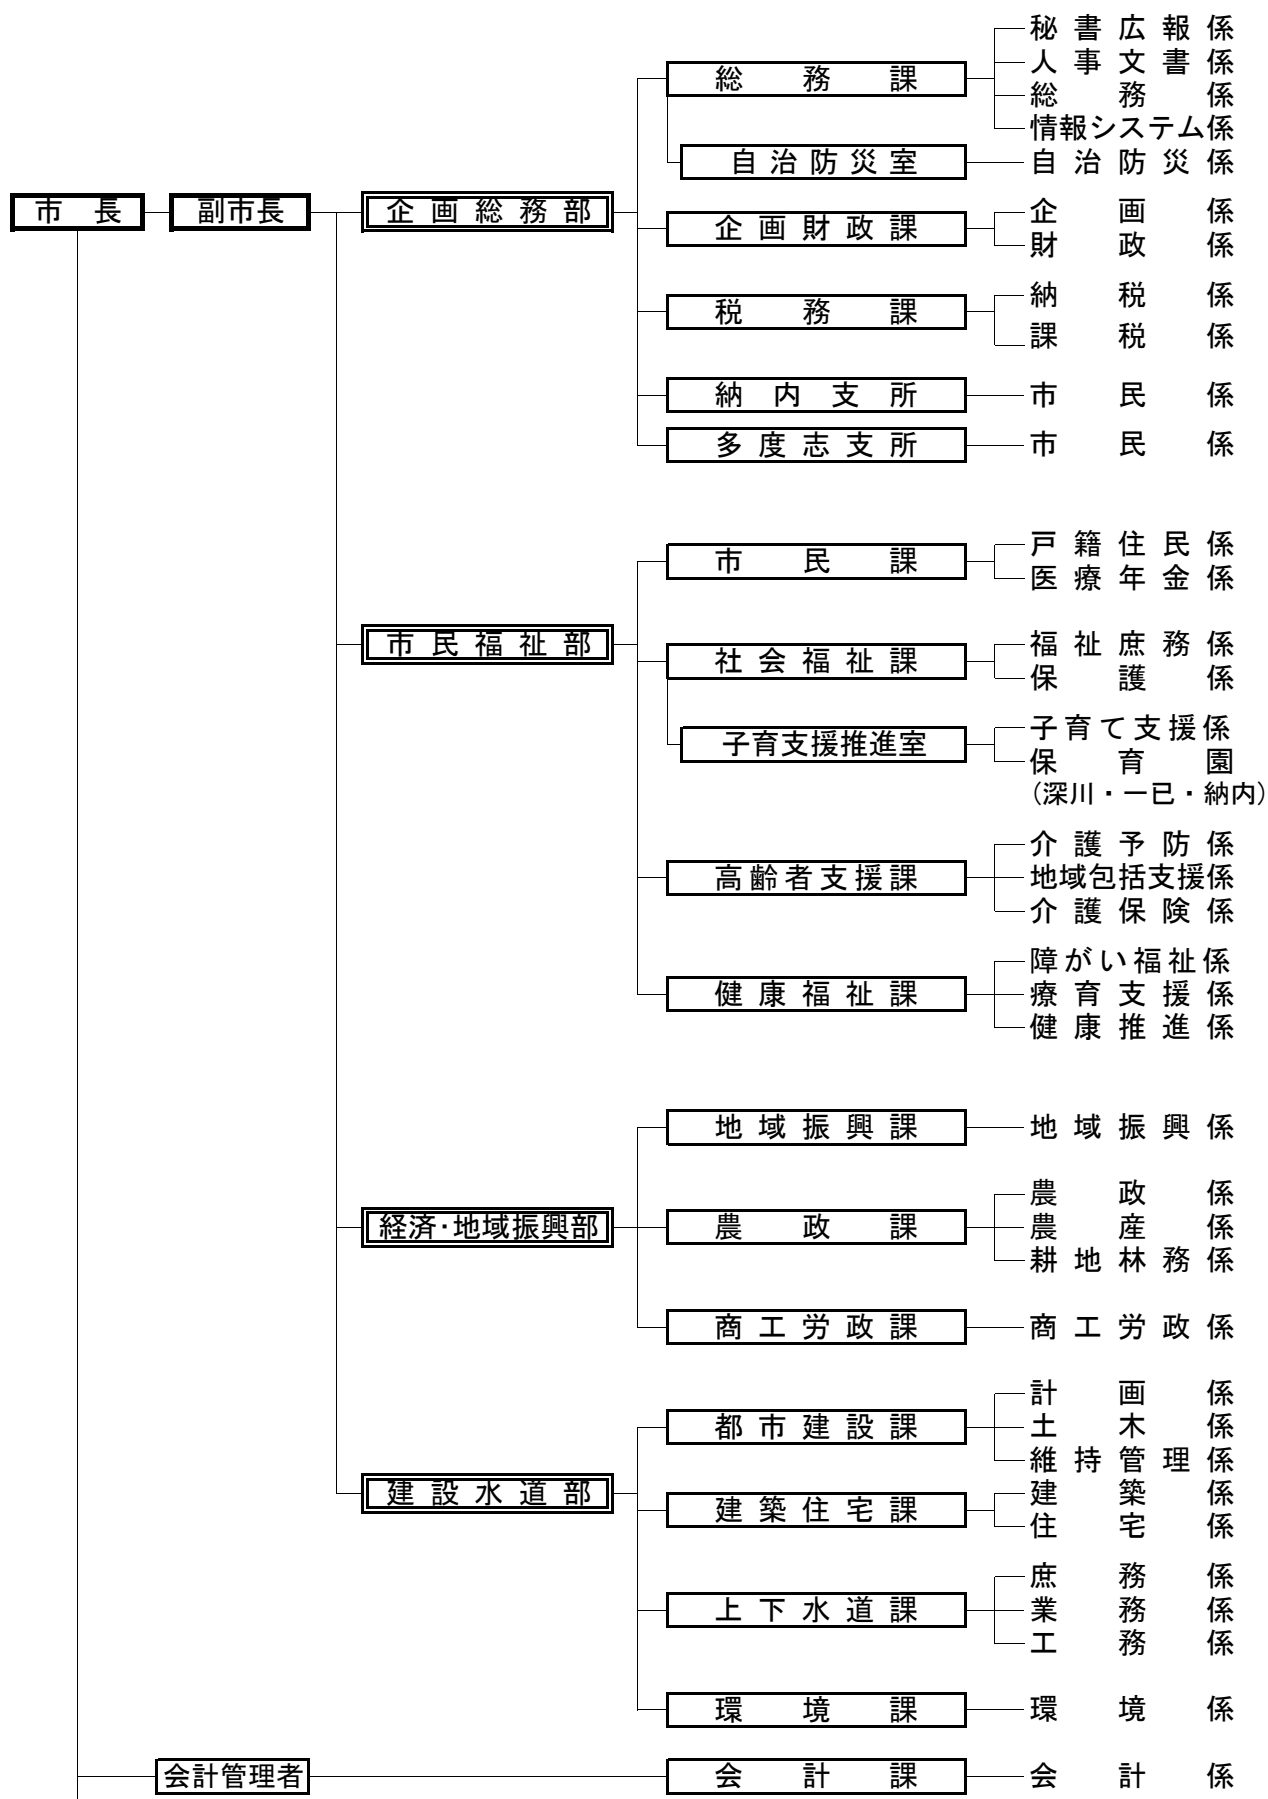 秘書広報係
人事文書係
総務課
総務係
情報システム係
自治防災室
自治防災係
市長
副市長
企画総務部
企画係
企画財政課
財政係
納税係
税務課
課税係
納内支所
市民係
多度志支所
市民係
戸籍住民係
市民課
医療年金係
市民福祉部
福祉庶務係
社会福祉課
保護係
子育て支援係
子育支援推進室
保育園
(深川・一已・納内)
介護予防係
高齢者支援課
地域包括支援係
介護保険係
障がい福祉係
健康福祉課
療育支援係
健康推進係
地域振興課
地域振興係
農政係
経済・地域振興部
農政課
農産係
耕地林務係
商工労政課
商工労政係
計画係
都市建設課
土木係
維持管理係
建設水道部
建築係
建築住宅課
住宅係
庶務係
上下水道課
業務係
工務係
環境課
環境係
会計管理者
会計課
会計係